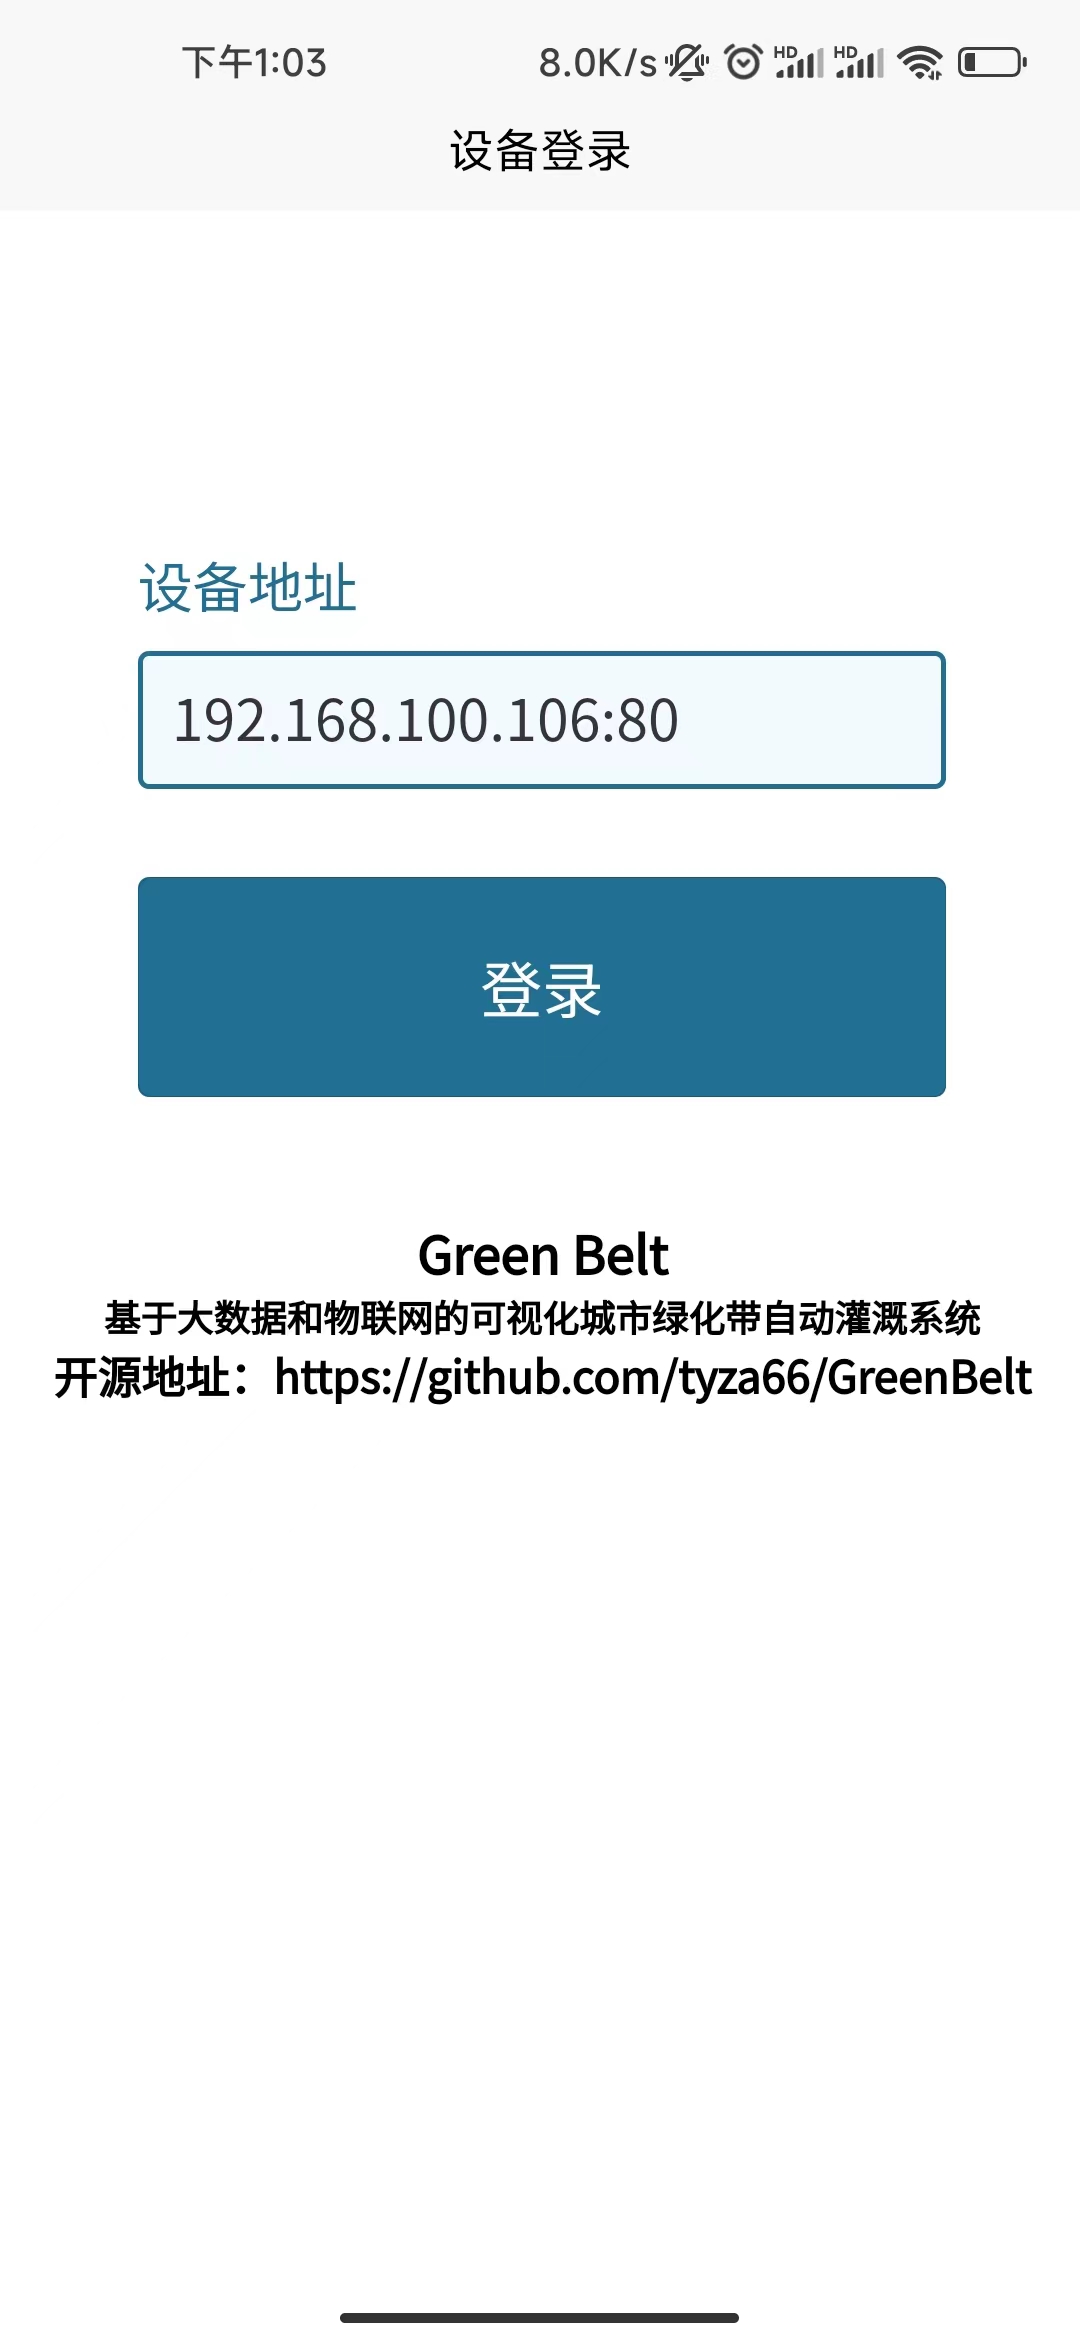 下午1:03
8.0K/s HD HD
设备登录
设备地址
192.168.100.106:80
登录
Green Belt
基于大数据和物联网的可视化城市绿化带自动灌溉系统
开源地址：https://github.com/tyza66/GreenBelt